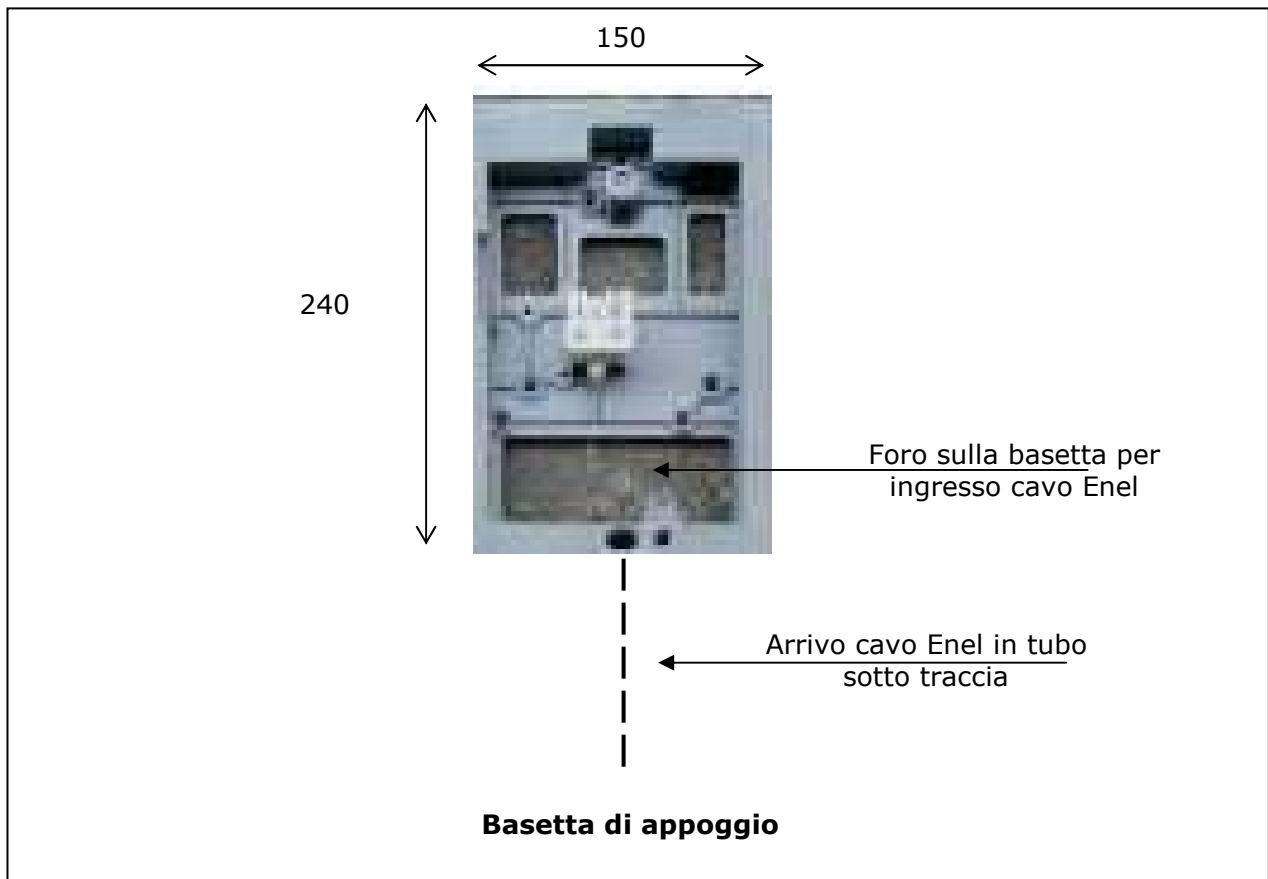 150
240
Foro sulla basetta per
ingresso cavo Enel
Arrivo cavo Enel in tubo
sotto traccia
Basetta di appoggio